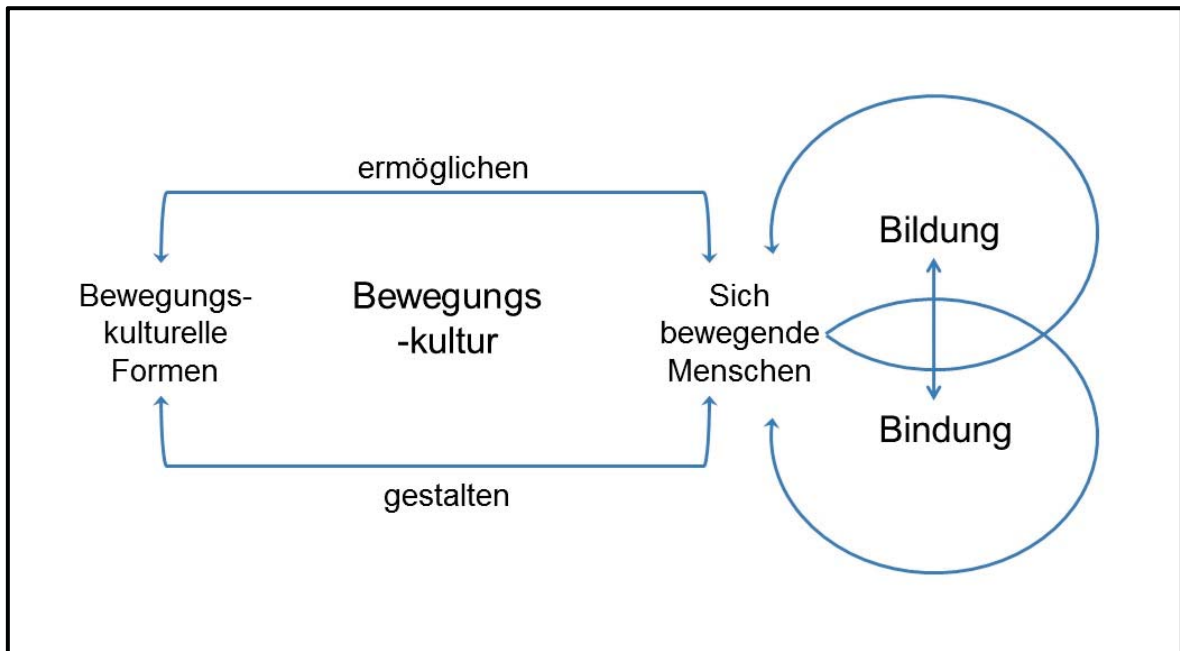 ermöglichen
Bewegungs-
kulturelle
Formen
Bewegungs
-kultur
Sich
bewegende
Menschen
Bildung
Bindung
gestalten